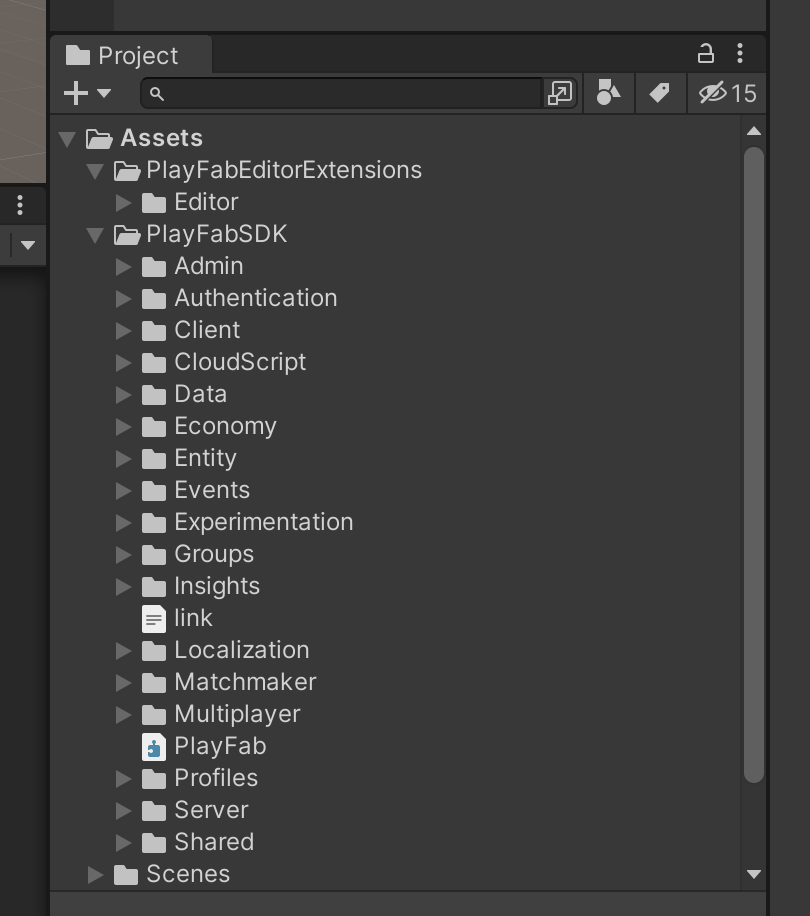 Project
15
Assets
PlayFabEditorExtensions
Editor
PlayFabSDK
Admin
Authentication
Client
CloudScript
Data
Economy
Entity
Events
Experimentation
Groups
Insights
link
Localization
Matchmaker
Multiplayer
PlayFab
Profiles
Server
Shared
Scenes